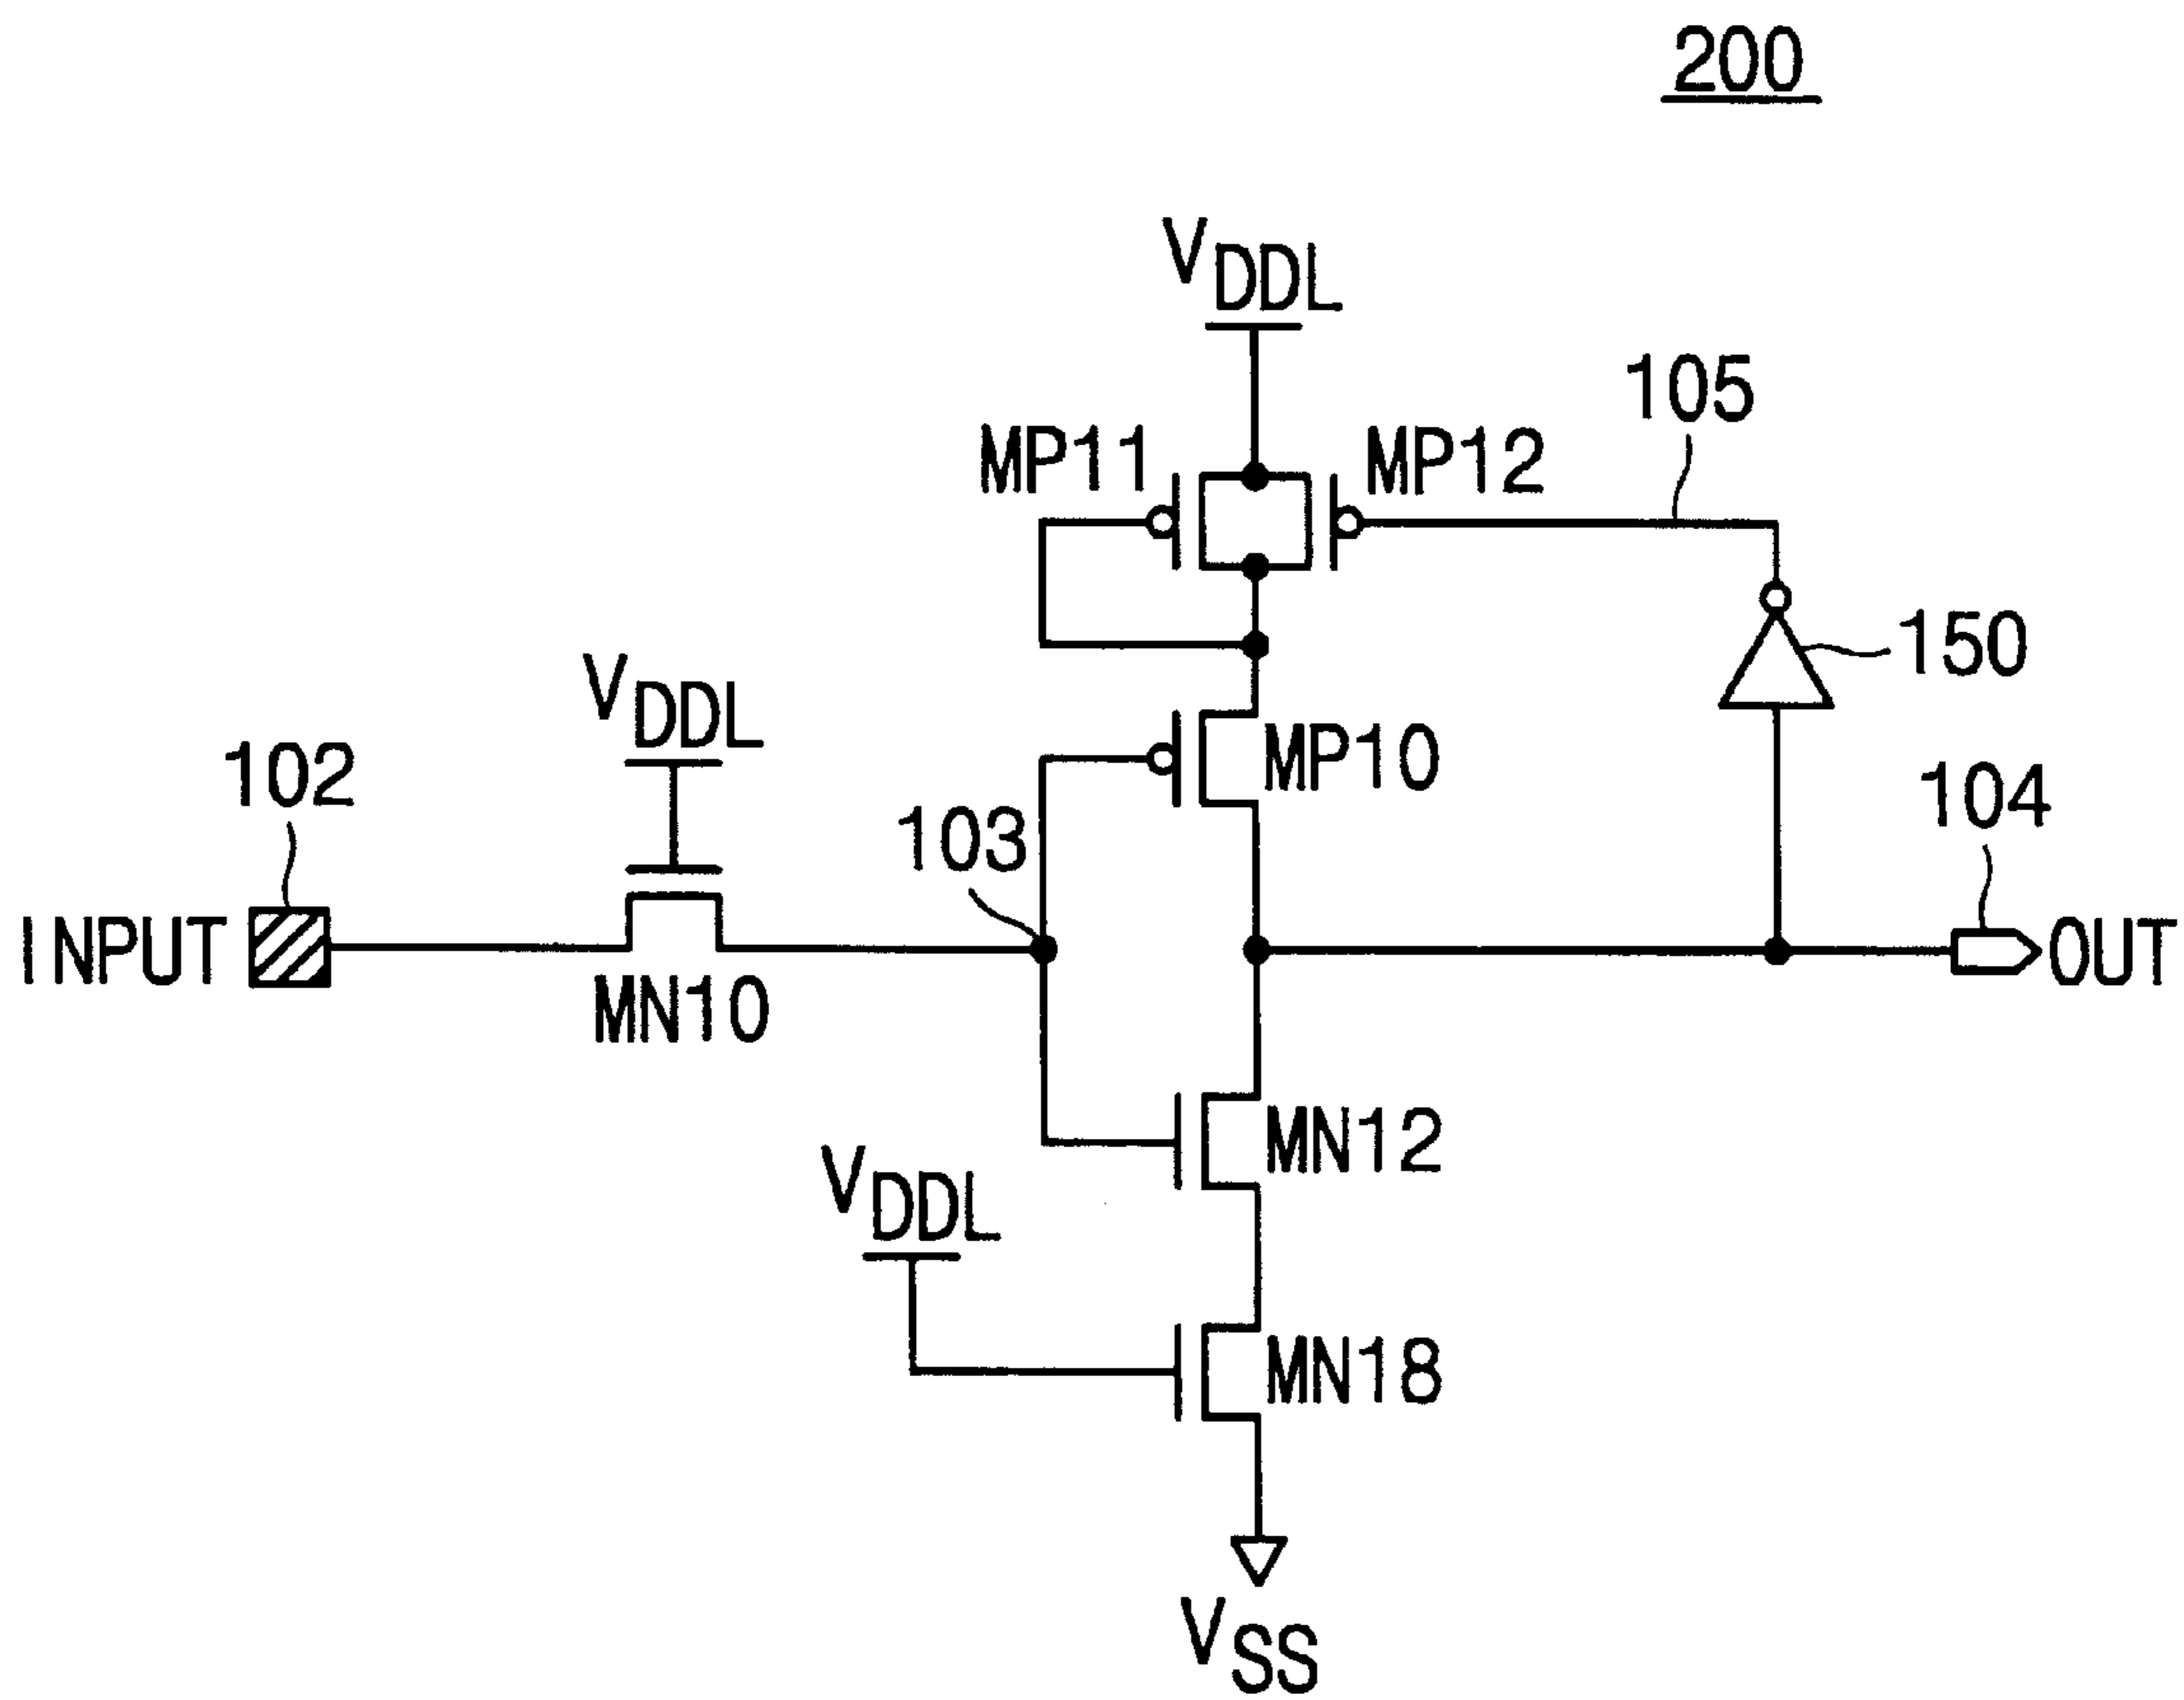 200
VDDL
105
MP11
MP12
150
VDDL
MP10
102
104
103
INPUT
OUT
MN10
MN12
VDDL
MN18
VSS